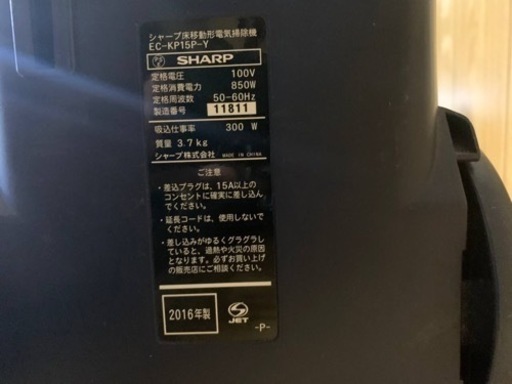 シャープ床移動形電気掃除機
EC-KP15P-Y
SHARP
定格電圧 100V
定格消費電力 850W
定格周波数 50-60Hz
製造番号 11811
吸込仕事率 300 W
質量 3.7kg
シャープ株式会社 MADE IN CHINA
ご注意
•差込プラグは、15A以上の
コンセントに確実に差し込ん
でください。
•延長コードは、使用しないで
ください。
•差し込みがゆるくグラグラ
していると、過熱や火災の原因
となります。必ずお買い上げ
の販売店にご相談ください。
2016年製
JET
-P-